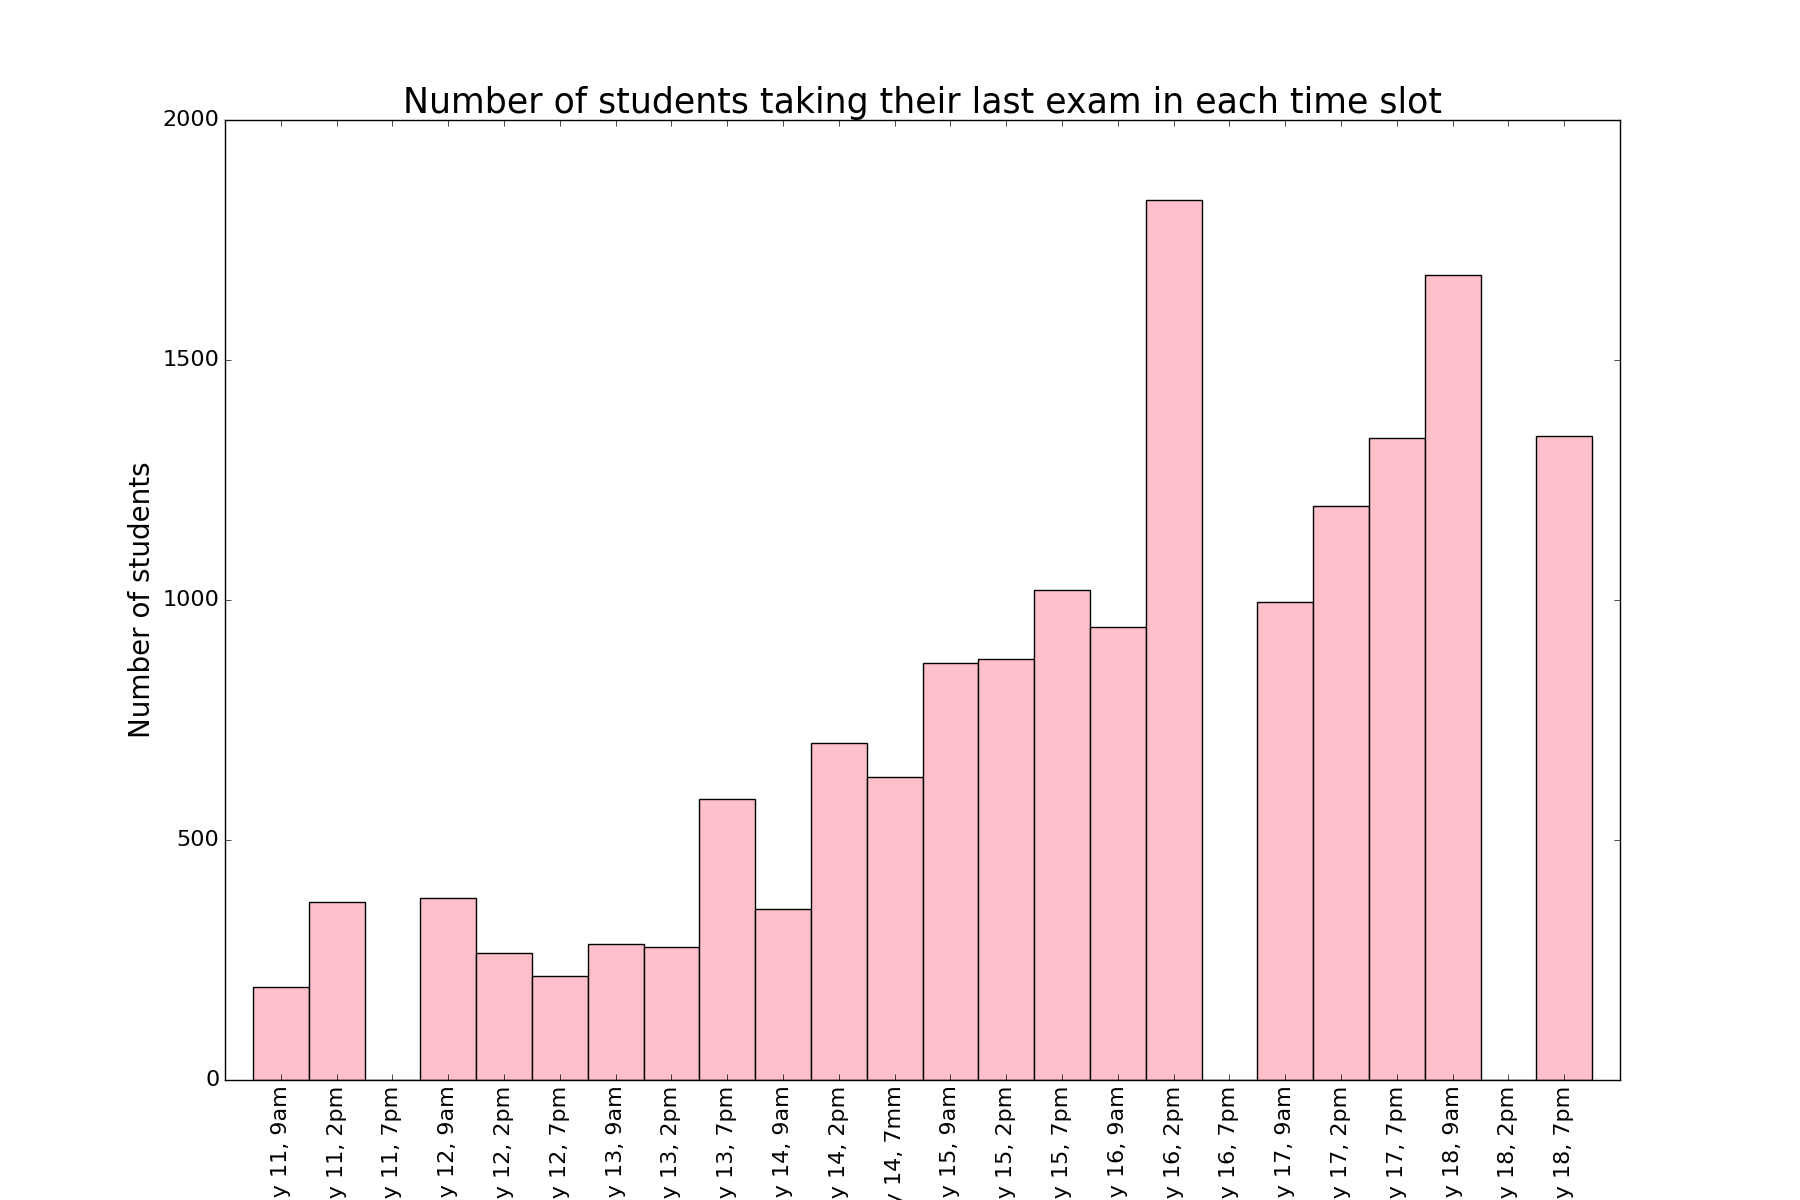 Number of students taking their last exam in each time slot
Number of students
2000
1500
1000
500
0
y 11, 9am
y 11, 2pm
y 11, 7pm
y 12, 9am
y 12, 2pm
y 12, 7pm
y 13, 9am
y 13, 2pm
y 13, 7pm
y 14, 9am
y 14, 2pm
y 14, 7mm
y 15, 9am
y 15, 2pm
y 15, 7pm
y 16, 9am
y 16, 2pm
y 16, 7pm
y 17, 9am
y 17, 2pm
y 17, 7pm
y 18, 9am
y 18, 2pm
y 18, 7pm